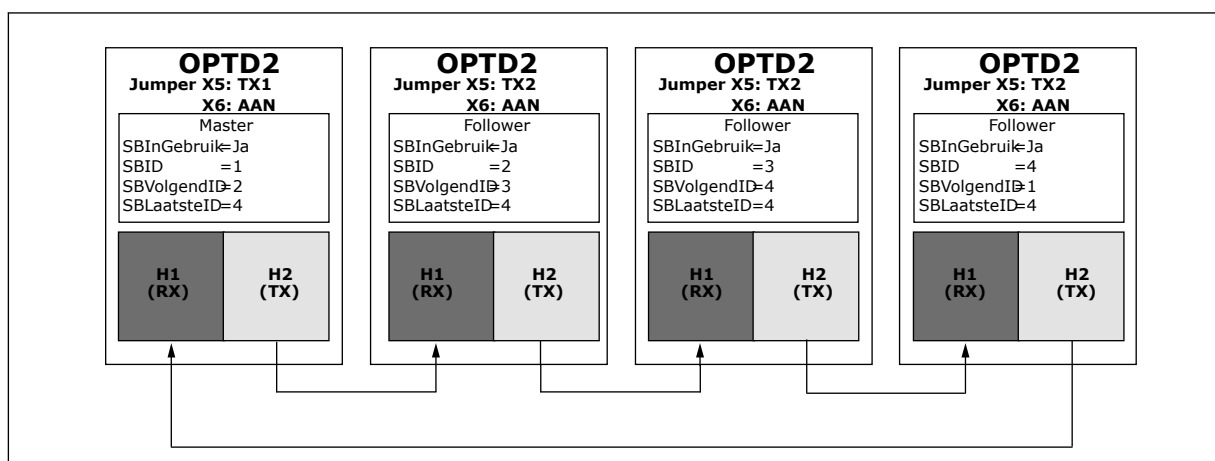 OPTD2
Jumper X5: TX1
X6: AAN
Master
SBInGebruik=Ja
SBID =1
SBVolgendID=2
SBLaatsteID=4
H1
(RX)
H2
(TX)
OPTD2
Jumper X5: TX2
X6: AAN
Follower
SBInGebruik=Ja
SBID =2
SBVolgendID=3
SBLaatsteID=4
H1
(RX)
H2
(TX)
OPTD2
Jumper X5: TX2
X6: AAN
Follower
SBInGebruik=Ja
SBID =3
SBVolgendID=4
SBLaatsteID=4
H1
(RX)
H2
(TX)
OPTD2
Jumper X5: TX2
X6: AAN
Follower
SBInGebruik=Ja
SBID =4
SBVolgendID=1
SBLaatsteID=4
H1
(RX)
H2
(TX)